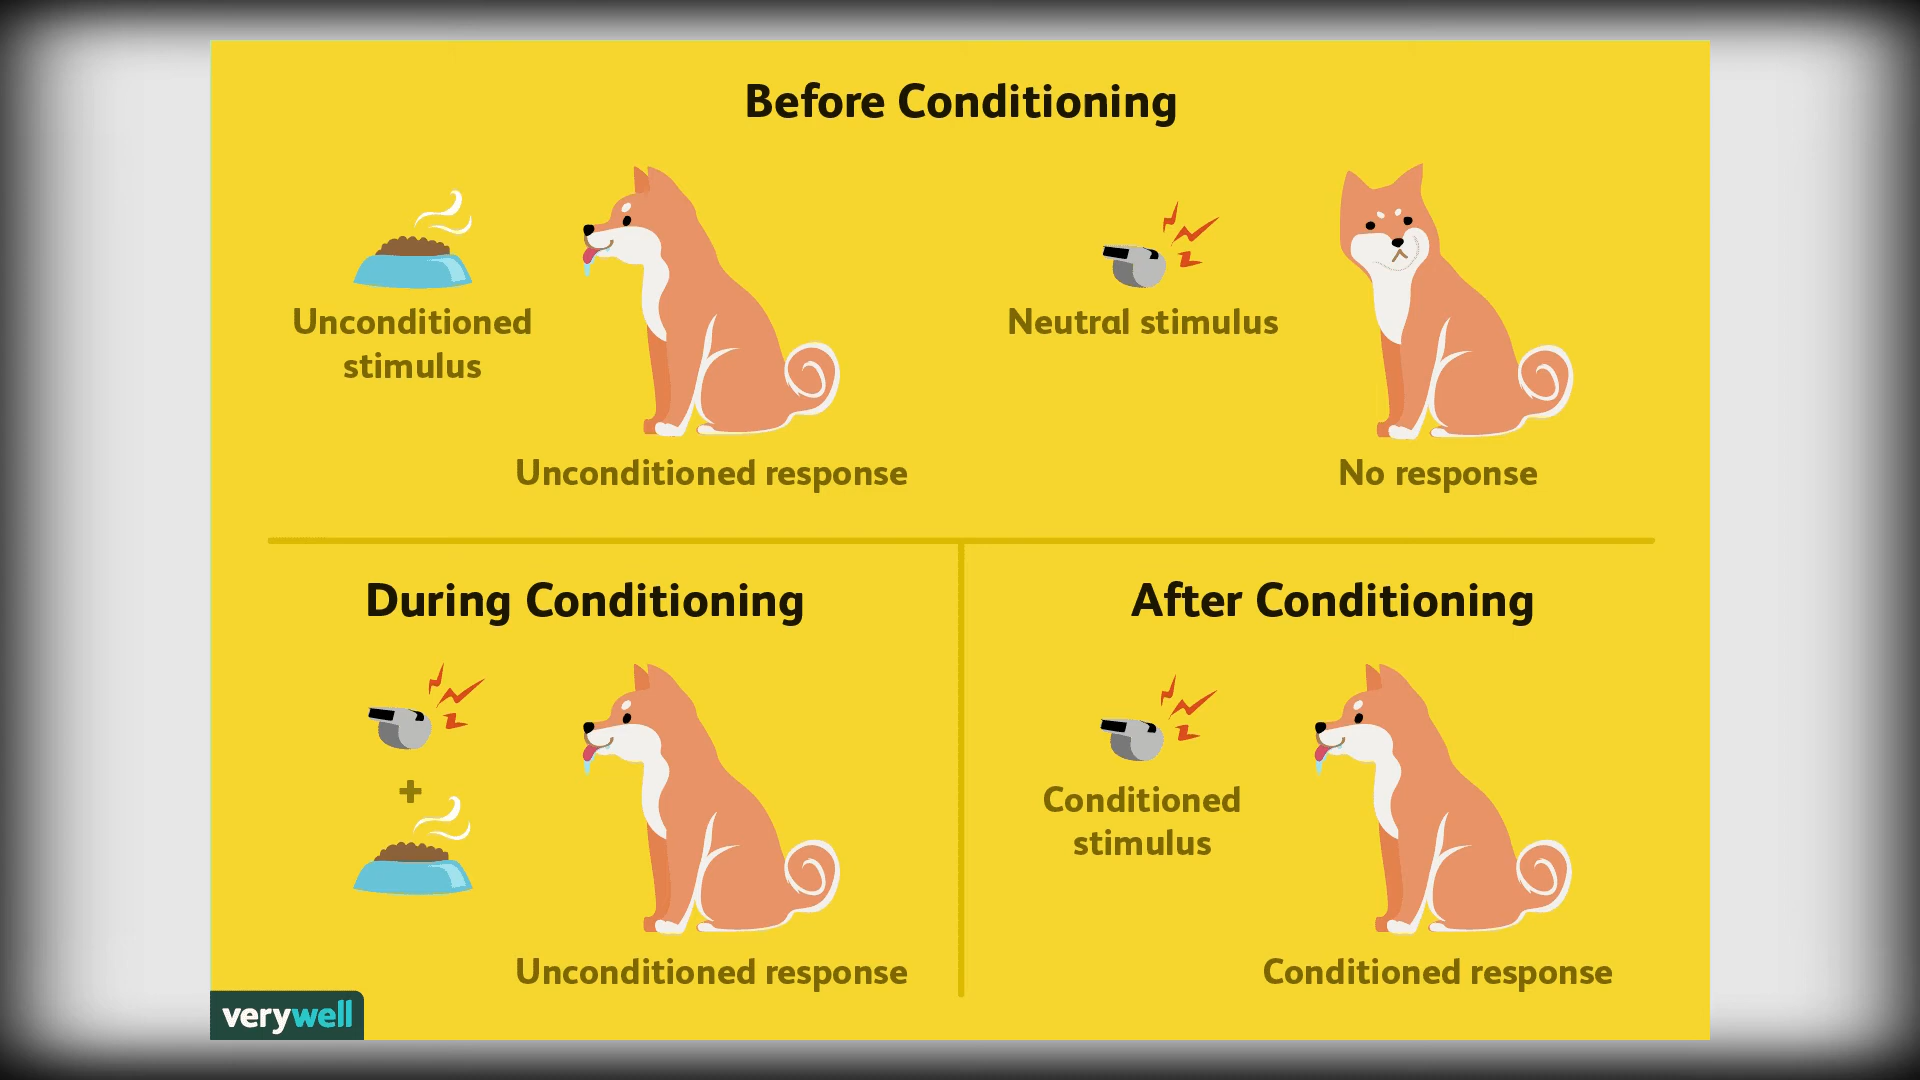 Before Conditioning
Unconditioned
stimulus
Unconditioned response
Neutral stimulus
No response
During Conditioning
+
Unconditioned response
After Conditioning
Conditioned
stimulus
Conditioned response
verywell